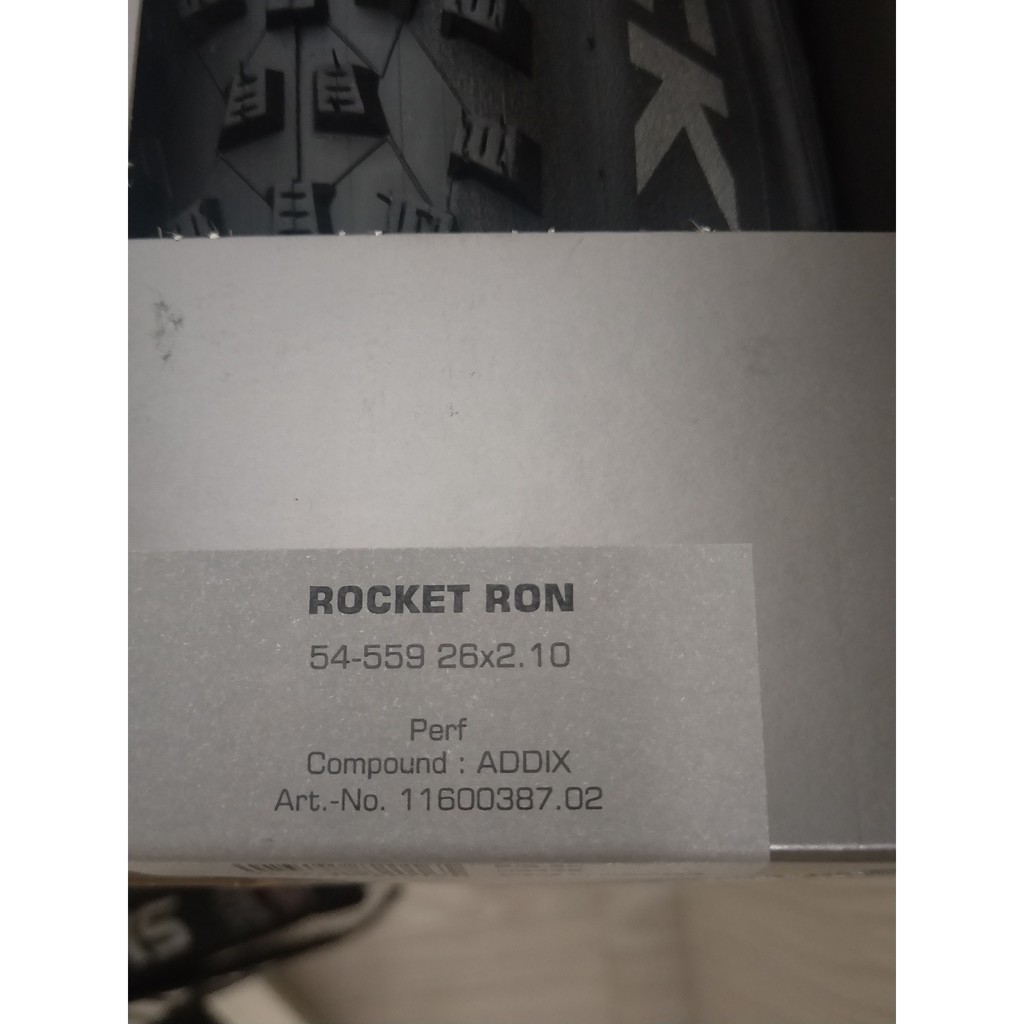 ROCKET RON
54-559 26x2.10
Perf
Compound : ADDIX
Art.-No. 11600387.02